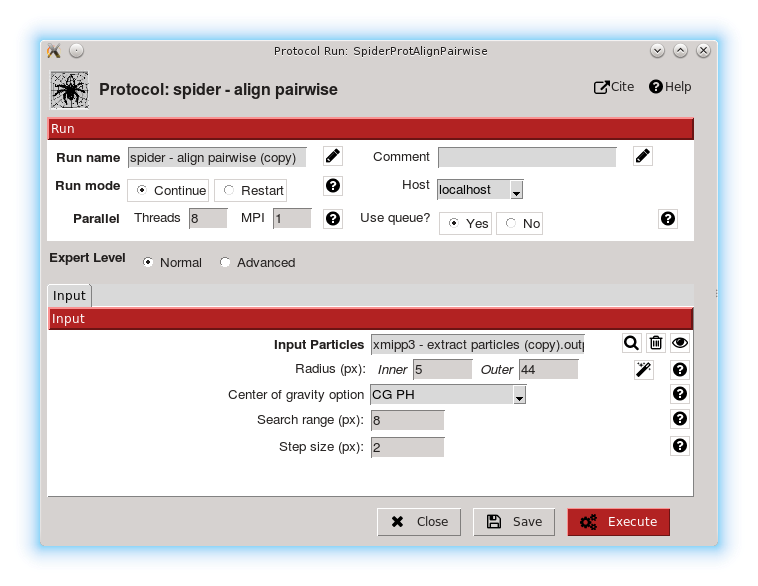 Protocol Run: SpiderProtAlignPairwise
Protocol: spider - align pairwise
Cite Help
Run
Run name spider - align pairwise (copy) Comment
Run mode Continue Restart Host localhost
Parallel Threads 8 MPI 1 Use queue? Yes No
Expert Level Normal Advanced
Input
Input
Input Particles xmipp3 - extract particles (copy).outp
Radius (px): Inner 5 Outer 44
Center of gravity option CG PH
Search range (px): 8
Step size (px): 2
Close Save Execute